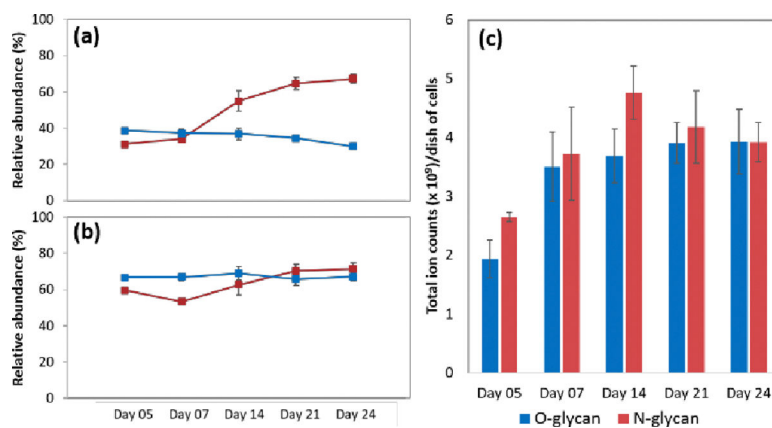 (a)
Relative abundance (%)
100
80
60
40
20
0
(b)
Relative abundance (%)
100
80
60
40
20
0
Day 05 Day 07 Day 14 Day 21 Day 24
(c)
Total ion counts (x 10⁹)/dish of cells
6
5
4
3
2
1
0
Day 05 Day 07 Day 14 Day 21 Day 24
O-glycan N-glycan